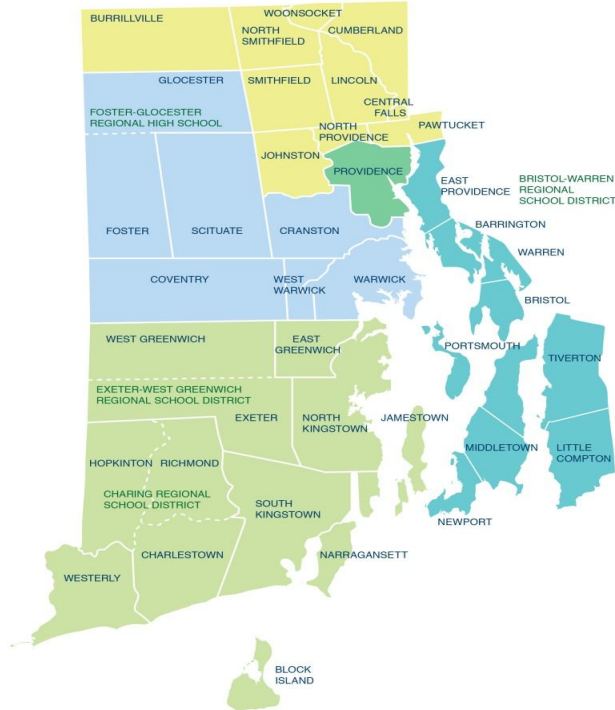 BURRILLVILLE
WOONSOCKET
NORTH
SMITHFIELD
CUMBERLAND
GLOCESTER
SMITHFIELD
LINCOLN
FOSTER-GLOCESTER
REGIONAL HIGH SCHOOL
CENTRAL
FALLS
NORTH
PROVIDENCE
PAWTUCKET
JOHNSTON
PROVIDENCE
EAST
PROVIDENCE
BRISTOL-WARREN
REGIONAL
SCHOOL DISTRICT
FOSTER
SCITUATE
CRANSTON
BARRINGTON
WARREN
COVENTRY
WEST
WARWICK
WARWICK
BRISTOL
WEST GREENWICH
EAST
GREENWICH
PORTSMOUTH
TIVERTON
EXETER-WEST GREENWICH
REGIONAL SCHOOL DISTRICT
EXETER
NORTH
KINGSTOWN
JAMESTOWN
HOPKINTON
RICHMOND
MIDDLETOWN
LITTLE
COMPTON
CHARING REGIONAL
SCHOOL DISTRICT
SOUTH
KINGSTOWN
NEWPORT
CHARLESTOWN
NARRAGANSETT
WESTERLY
BLOCK
ISLAND